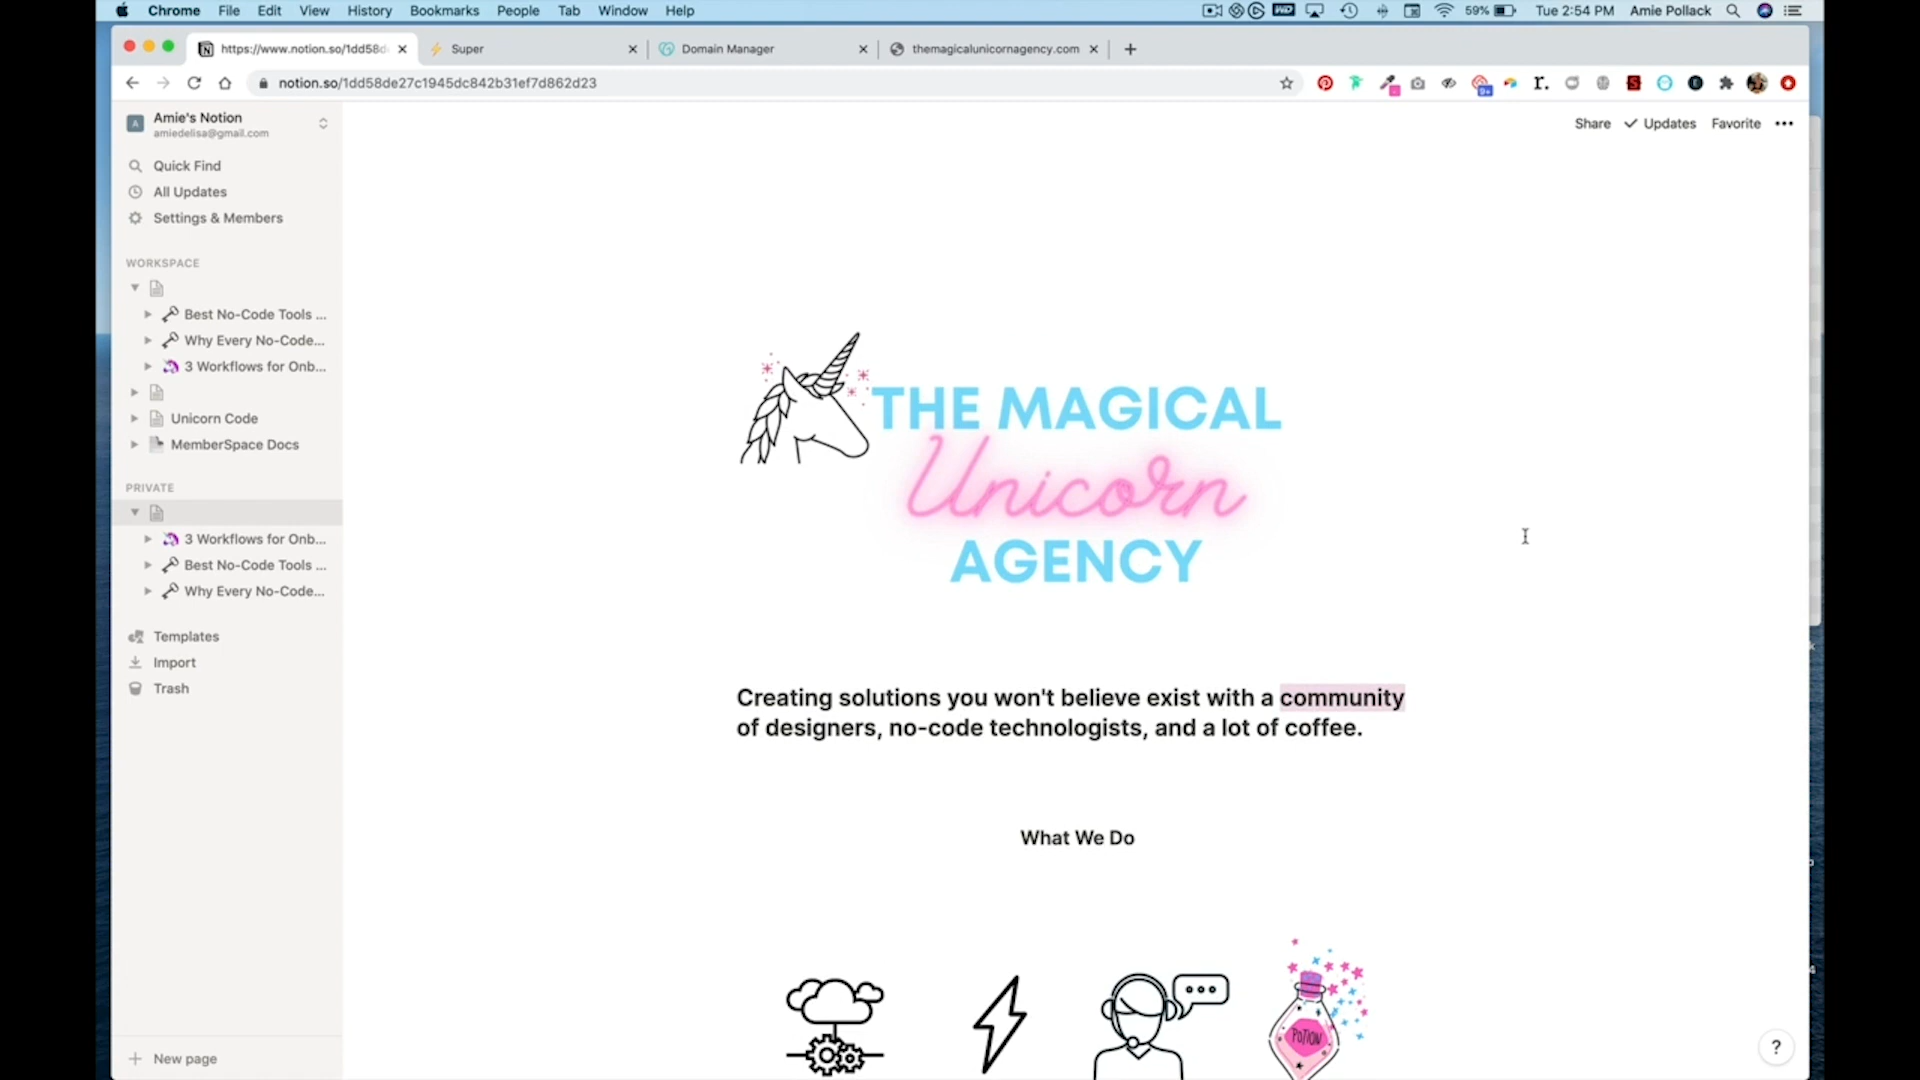 Chrome File Edit View History Bookmarks People Tab Window Help
59% Tue 2:54 PM Amie Pollack
https://www.notion.so/1dd58d
Super
Domain Manager
themagicalunicornagency.com
notion.so/1dd58de27c1945dc842b31ef7d862d23
9+
r.
A
Amie's Notion
amiedelisa@gmail.com
Share Updates Favorite
Quick Find
All Updates
Settings & Members
WORKSPACE
Best No-Code Tools ...
Why Every No-Code...
3 Workflows for Onb...
Unicorn Code
MemberSpace Docs
PRIVATE
3 Workflows for Onb...
Best No-Code Tools ...
Why Every No-Code...
Templates
Import
Trash
New page
THE MAGICAL
Unicorn
AGENCY
Creating solutions you won't believe exist with a community
of designers, no-code technologists, and a lot of coffee.
What We Do
POTION
?